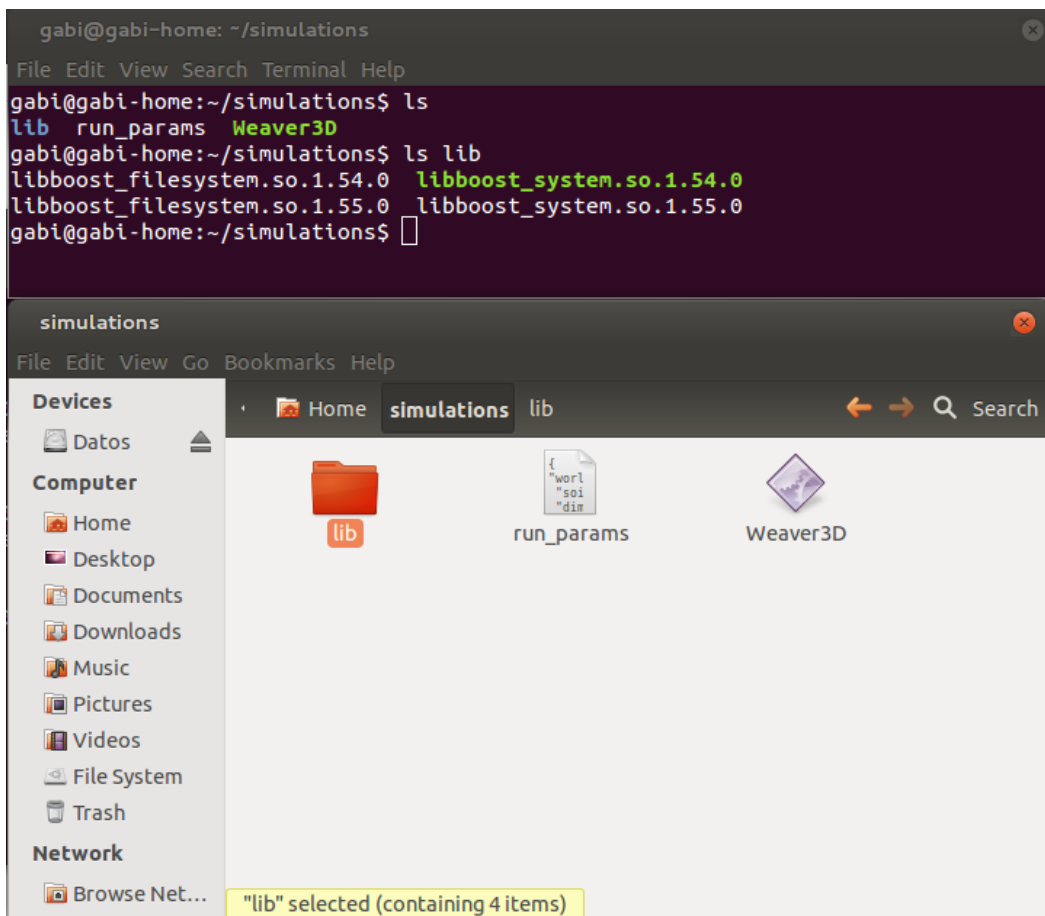 gabi@gabi-home: ~/simulations
File Edit View Search Terminal Help
gabi@gabi-home:~/simulations$ ls
lib run_params Weaver3D
gabi@gabi-home:~/simulations$ ls lib
libboost_filesystem.so.1.54.0 libboost_system.so.1.54.0
libboost_filesystem.so.1.55.0 libboost_system.so.1.55.0
gabi@gabi-home:~/simulations$
simulations
File Edit View Go Bookmarks Help
Devices
Datos
Computer
Home
Desktop
Documents
Downloads
Music
Pictures
Videos
File System
Trash
Network
Browse Net...
Home simulations lib
Search
{
"worl
"soi
"dim
lib run_params Weaver3D
"lib" selected (containing 4 items)